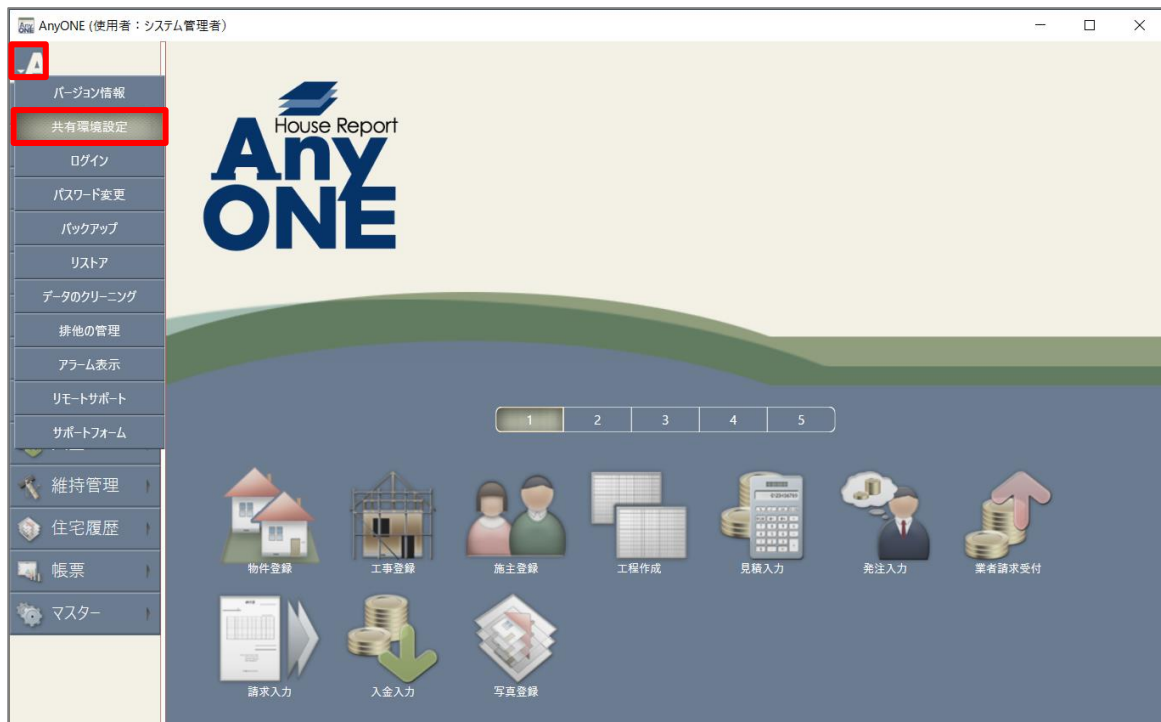 AnyONE (使用者：システム管理者)
A
バージョン情報
共有環境設定
ログイン
パスワード変更
バックアップ
リストア
データのクリーニング
排他の管理
アラーム表示
リモートサポート
サポートフォーム
維持管理
住宅履歴
帳票
マスター
House Report
Any
ONE
1 2 3 4 5
物件登録 工事登録 施主登録 工程作成 見積入力 発注入力 業者請求受付
請求入力 入金入力 写真登録